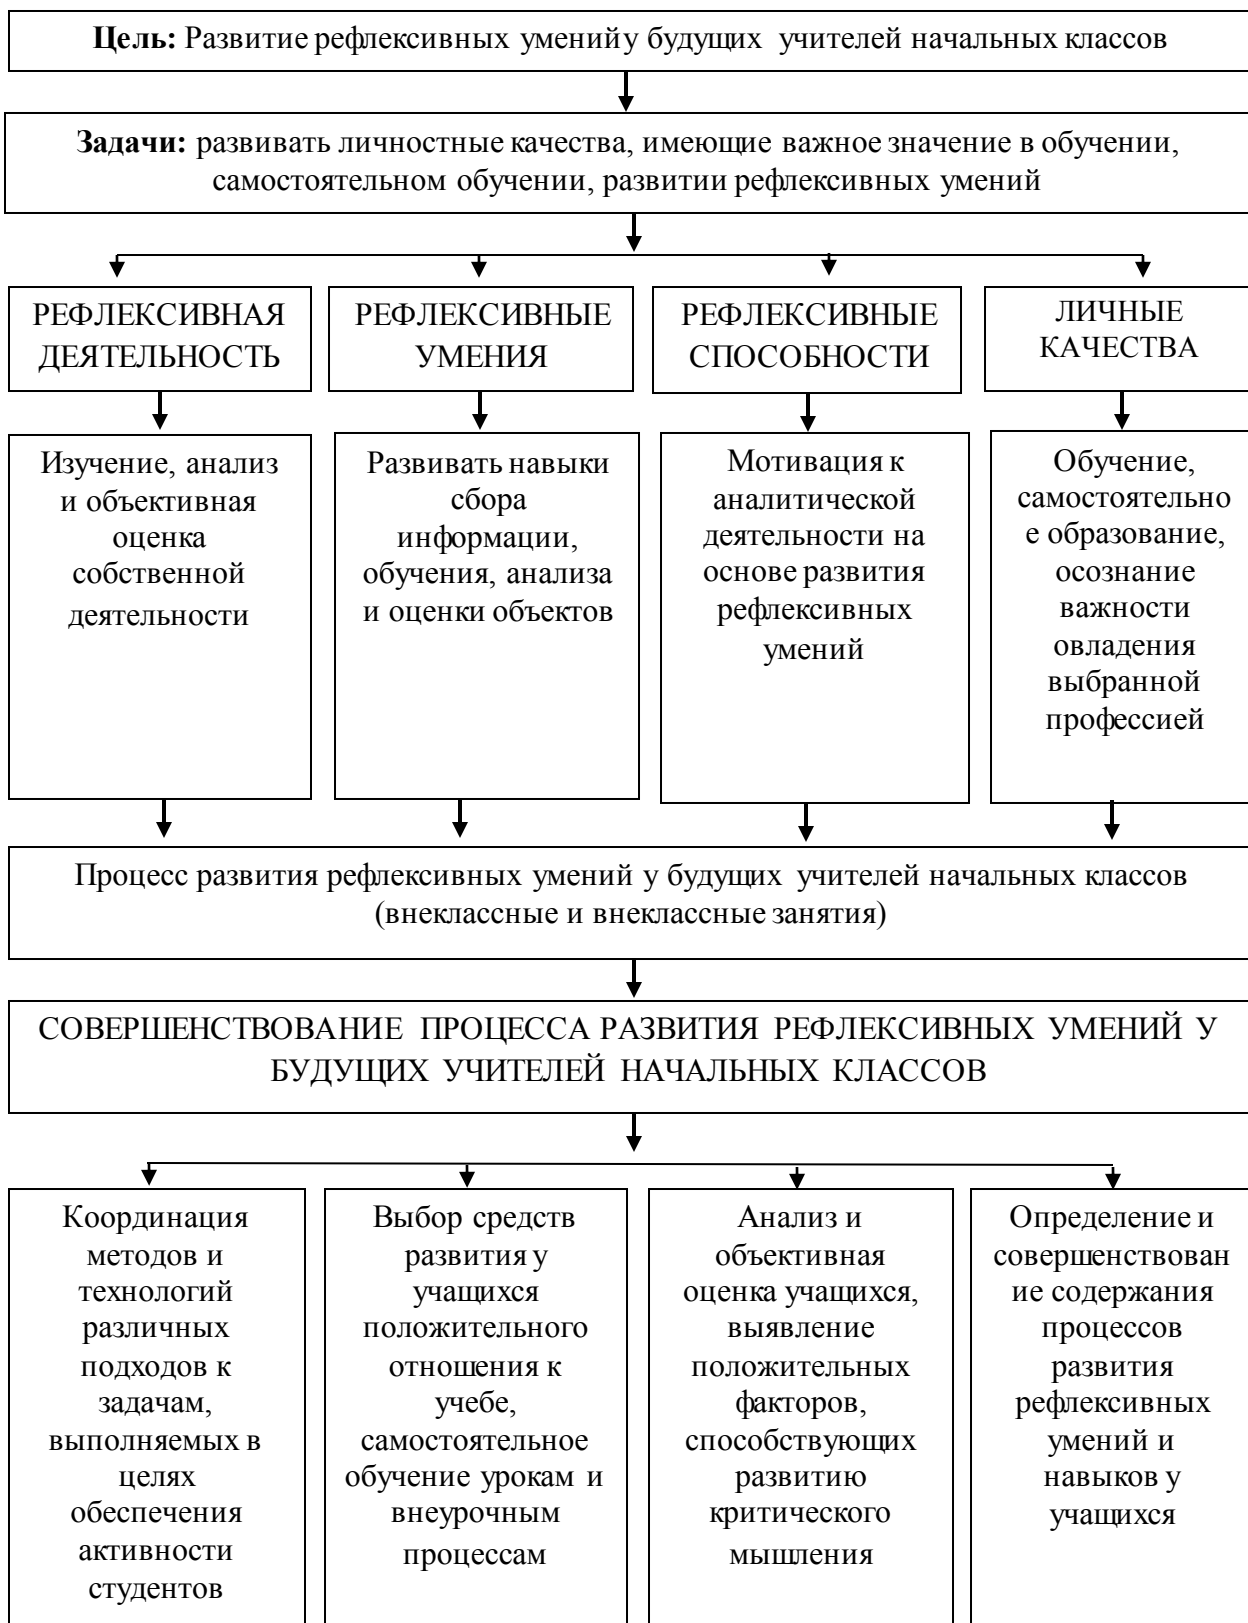 Цель: Развитие рефлексивных умений у будущих учителей начальных классов
Задачи: развивать личностные качества, имеющие важное значение в обучении,
самостоятельном обучении, развитии рефлексивных умений
РЕФЛЕКСИВНАЯ
ДЕЯТЕЛЬНОСТЬ
РЕФЛЕКСИВНЫЕ
УМЕНИЯ
РЕФЛЕКСИВНЫЕ
СПОСОБНОСТИ
ЛИЧНЫЕ
КАЧЕСТВА
Изучение, анализ
и объективная
оценка
собственной
деятельности
Развивать навыки
сбора
информации,
обучения, анализа
и оценки объектов
Мотивация к
аналитической
деятельности на
основе развития
рефлексивных
умений
Обучение,
самостоятельно
е образование,
осознание
важности
овладения
выбранной
профессией
Процесс развития рефлексивных умений у будущих учителей начальных классов
(внеклассные и внеклассные занятия)
СОВЕРШЕНСТВОВАНИЕ ПРОЦЕССА РАЗВИТИЯ РЕФЛЕКСИВНЫХ УМЕНИЙ У
БУДУЩИХ УЧИТЕЛЕЙ НАЧАЛЬНЫХ КЛАССОВ
Координация
методов и
технологий
различных
подходов к
задачам,
выполняемых в
целях
обеспечения
активности
студентов
Выбор средств
развития у
учащихся
положительного
отношения к
учебе,
самостоятельное
обучение урокам и
внеурочным
процессам
Анализ и
объективная
оценка учащихся,
выявление
положительных
факторов,
способствующих
развитию
критического
мышления
Определение и
совершенствован
ие содержания
процессов
развития
рефлексивных
умений и
навыков у
учащихся